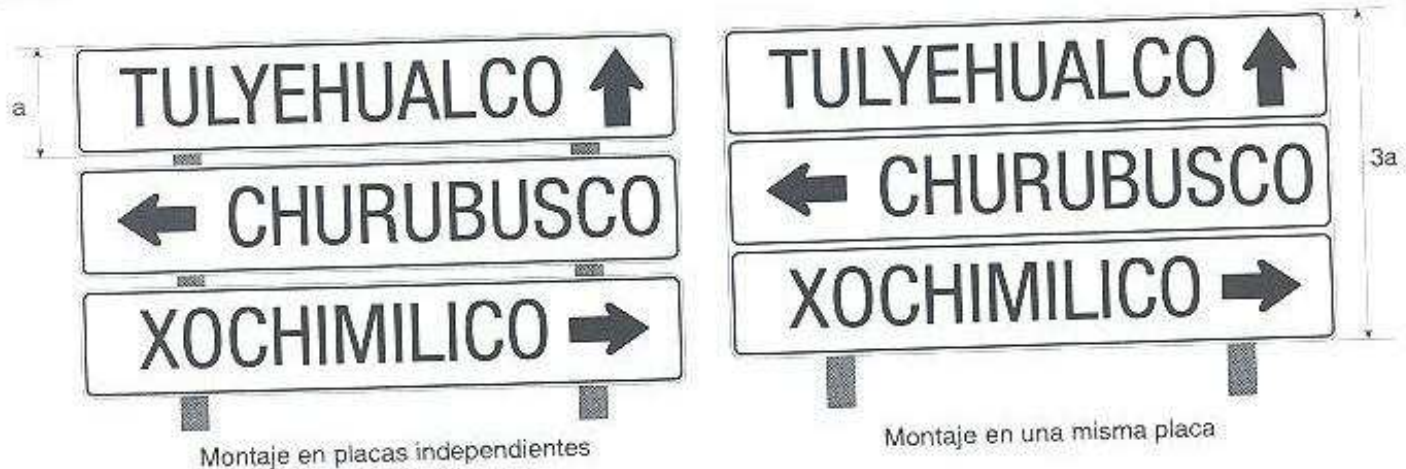 a
TULYEHUALCO
CHURUBUSCO
XOCHIMILICO
Montaje en placas independientes
TULYEHUALCO
CHURUBUSCO
XOCHIMILICO
3a
Montaje en una misma placa